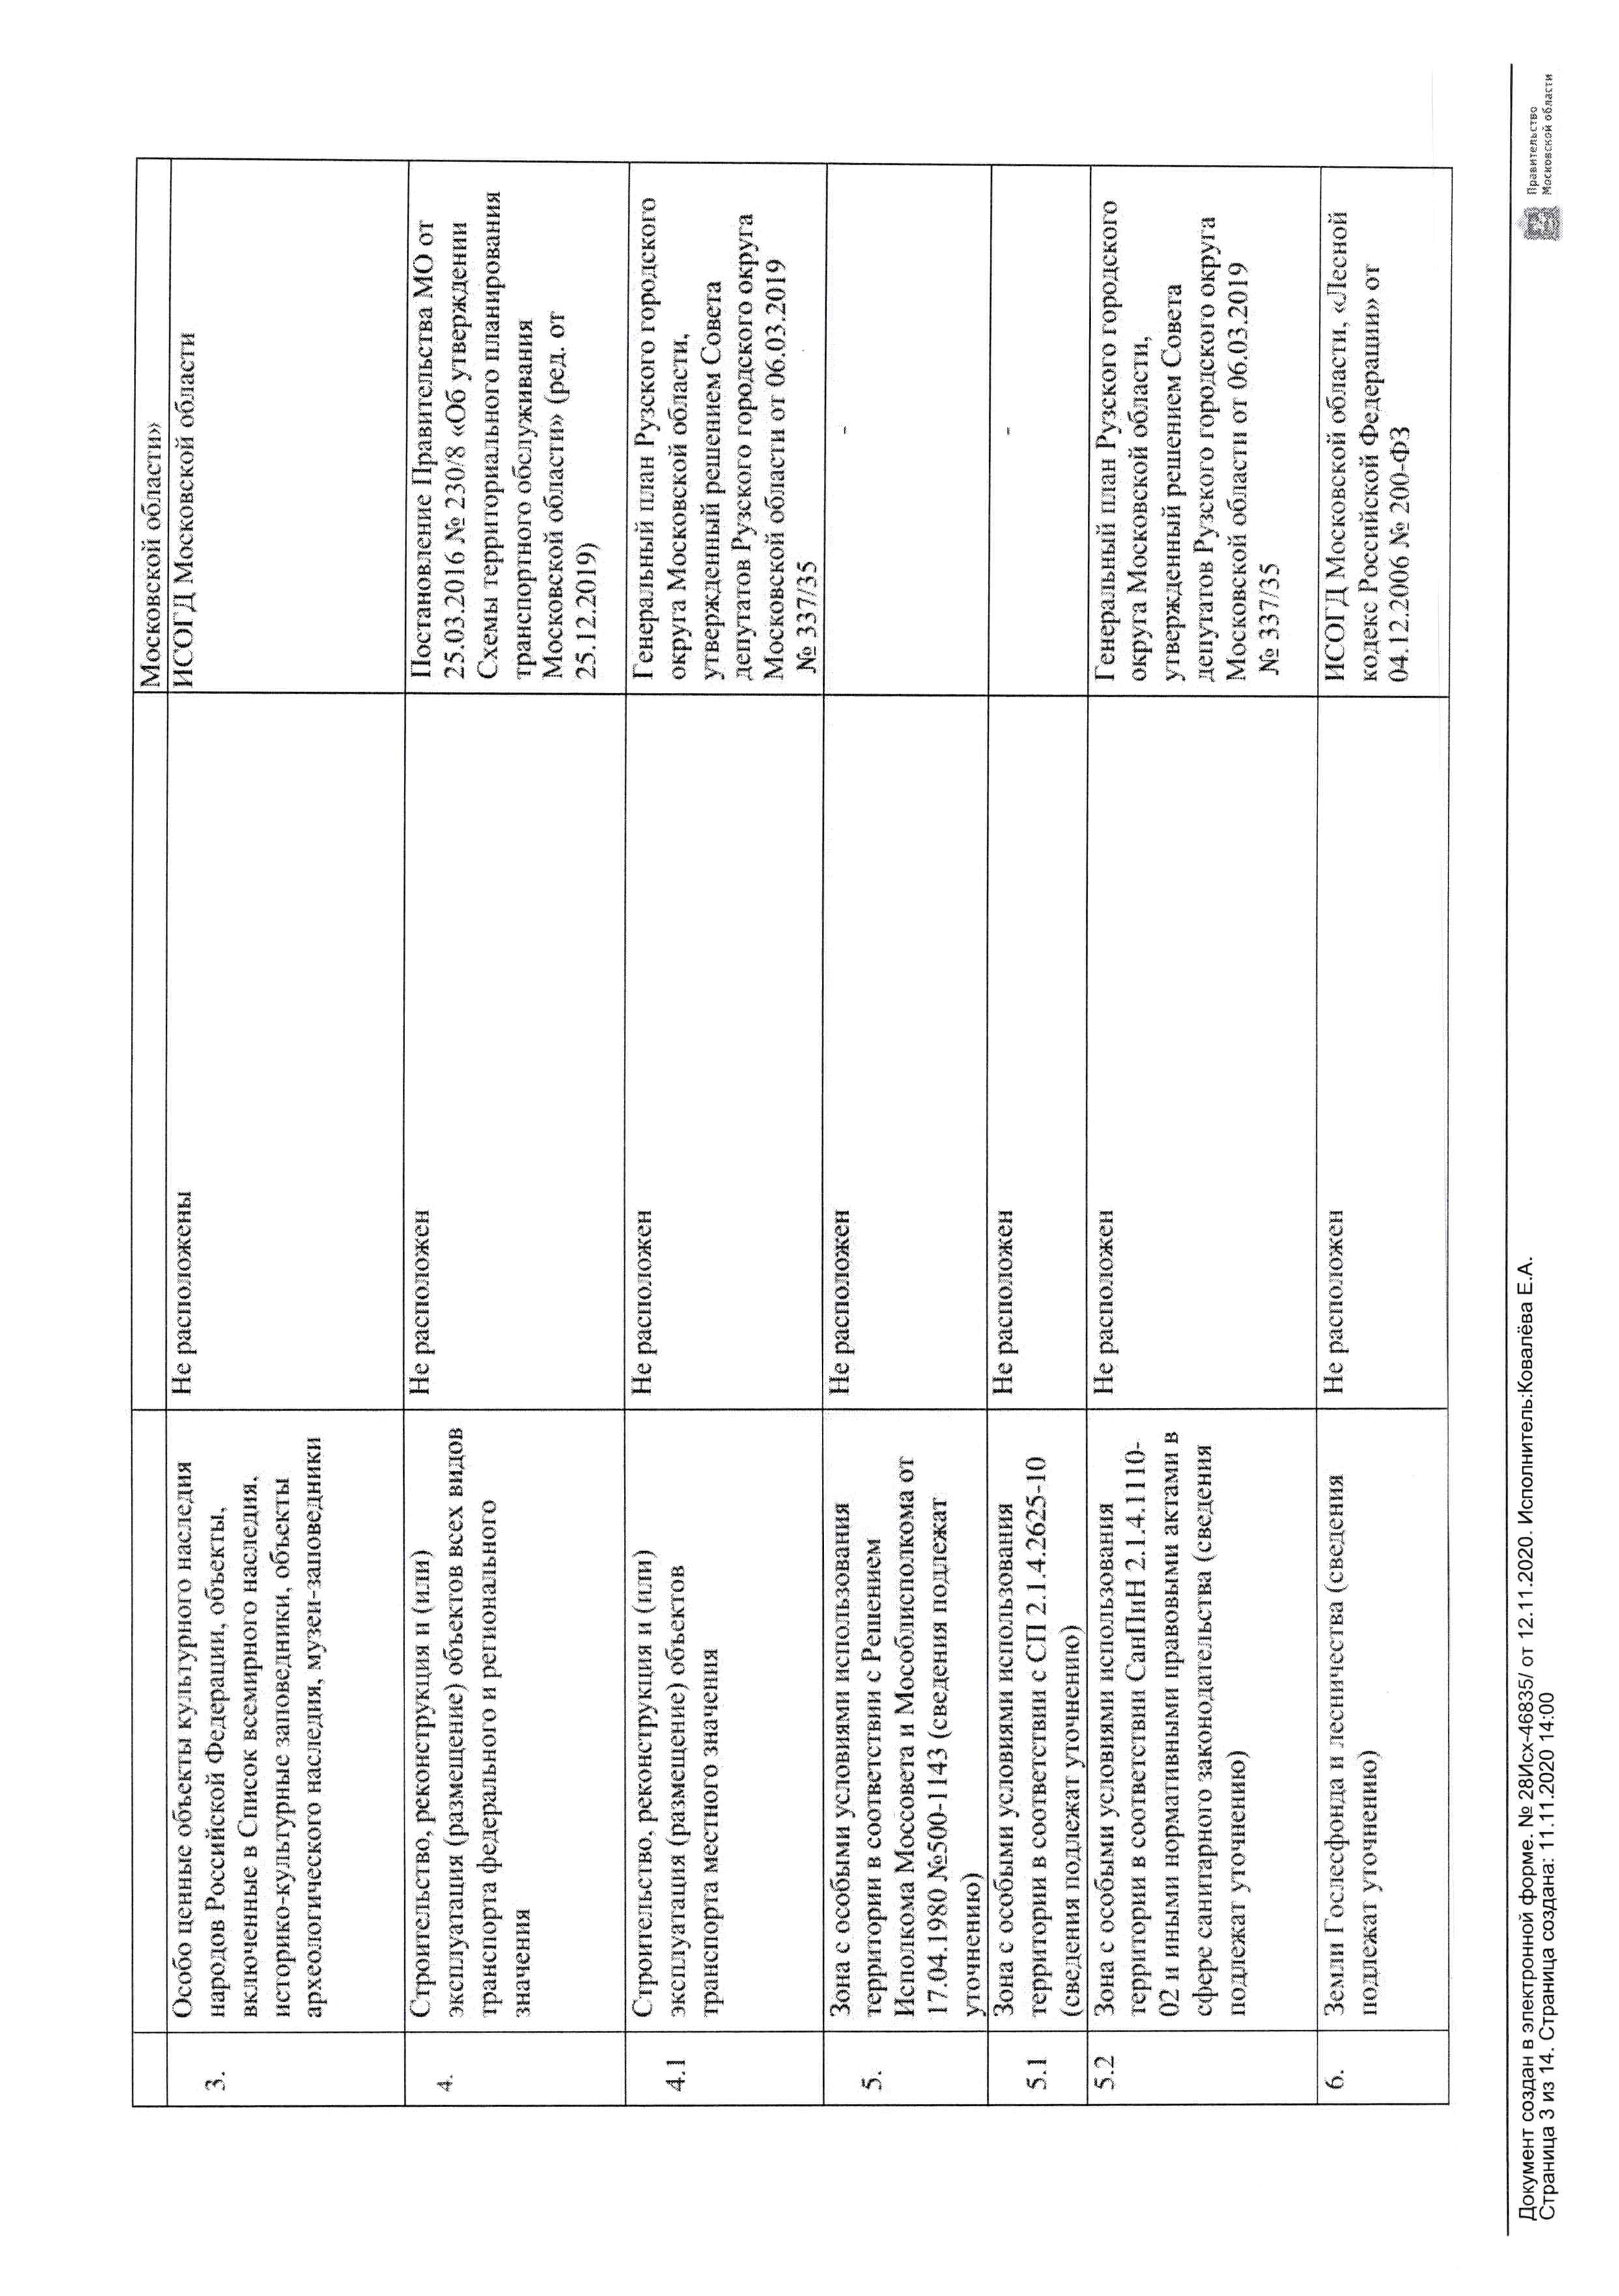 Московской области»
3.
Особо ценные объекты культурного наследия
народов Российской Федерации, объекты,
включенные в Список всемирного наследия,
историко-культурные заповедники, объекты
археологического наследия, музеи-заповедники
Не расположены
ИСОГД Московской области
4.
Строительство, реконструкция и (или)
эксплуатация (размещение) объектов всех видов
транспорта федерального и регионального
значения
Не расположен
Постановление Правительства МО от
25.03.2016 № 230/8 «Об утверждении
Схемы территориального планирования
транспортного обслуживания
Московской области» (ред. от
25.12.2019)
4.1
Строительство, реконструкция и (или)
эксплуатация (размещение) объектов
транспорта местного значения
Не расположен
Генеральный план Рузского городского
округа Московской области,
утвержденный решением Совета
депутатов Рузского городского округа
Московской области от 06.03.2019
№ 337/35
5.
Зона с особыми условиями использования
территории в соответствии с Решением
Исполкома Моссовета и Мособлисполкома от
17.04.1980 №500-1143 (сведения подлежат
уточнению)
Не расположен
-
5.1
Зона с особыми условиями использования
территории в соответствии с СП 2.1.4.2625-10
(сведения подлежат уточнению)
Не расположен
-
5.2
Зона с особыми условиями использования
территории в соответствии СанПиН 2.1.4.1110-
02 и иными нормативными правовыми актами в
сфере санитарного законодательства (сведения
подлежат уточнению)
Не расположен
Генеральный план Рузского городского
округа Московской области,
утвержденный решением Совета
депутатов Рузского городского округа
Московской области от 06.03.2019
№ 337/35
6.
Земли Гослесфонда и лесничества (сведения
подлежат уточнению)
Не расположен
ИСОГД Московской области, «Лесной
кодекс Российской Федерации» от
04.12.2006 № 200-ФЗ
Документ создан в электронной форме. № 28Исх-46835/ от 12.11.2020. Исполнитель:Ковалёва Е.А.
Страница 3 из 14. Страница создана: 11.11.2020 14:00
Правительство
Московской области